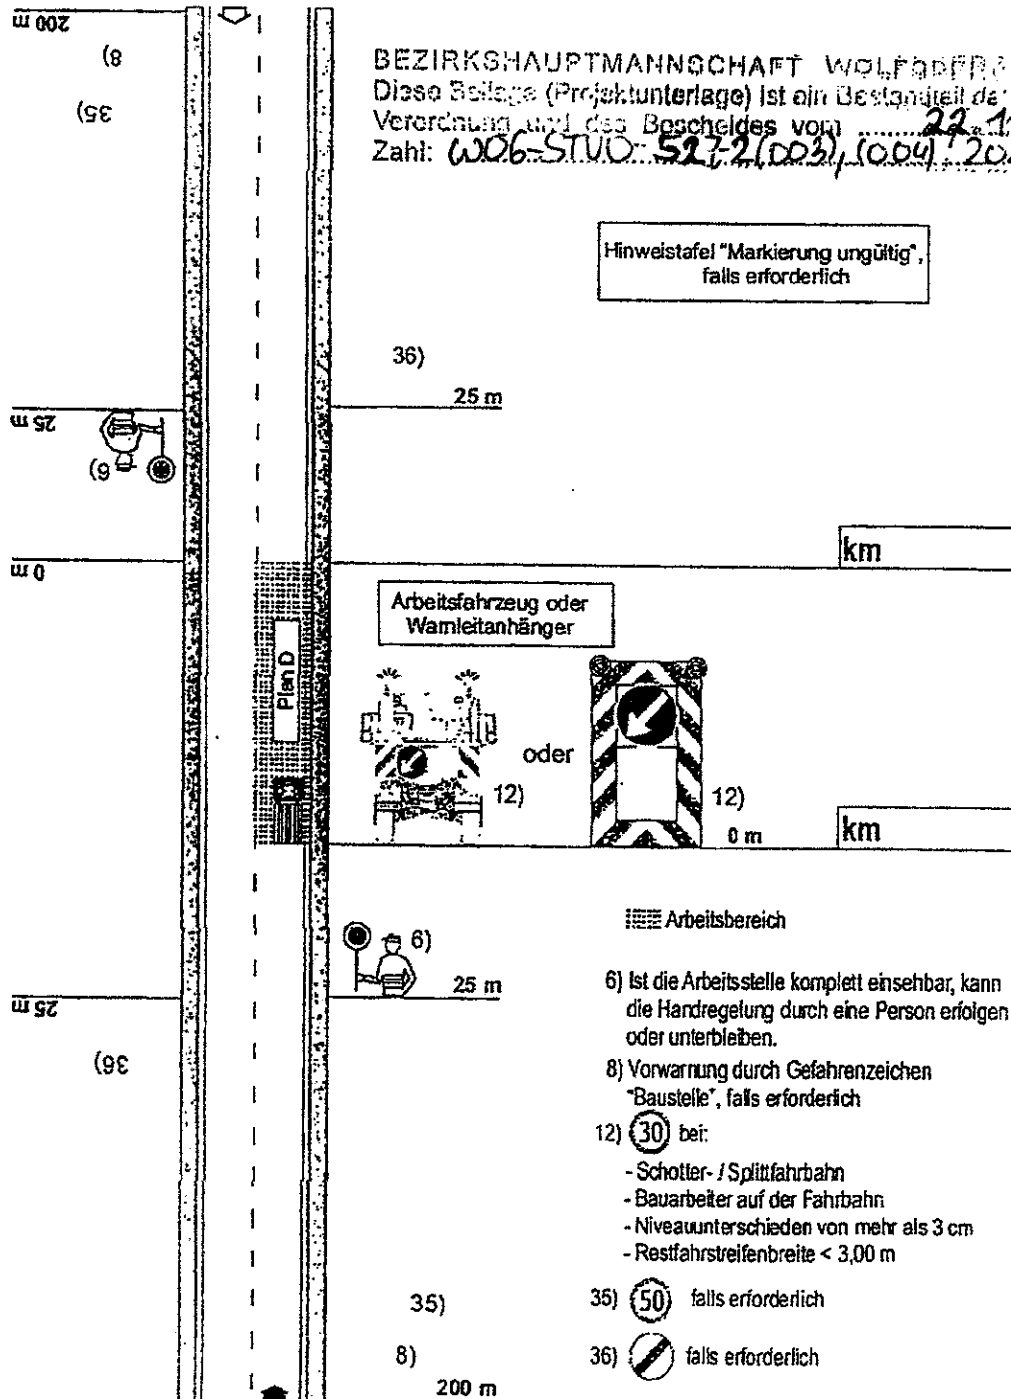 200 m
8)
35)
BEZIRKSHAUPTMANNSCHAFT
Diese Beilage (Projektunterlage) ist ein Bestandteil der
Verordnung und des Bescheides vom 22.1
Zahl: WO6-STVO-527-2(003), (004) 20
Hinweistafel "Markierung ungültig",
falls erforderlich
36)
25 m
25 m
6)
0 m
km
Arbeitsfahrzeug oder
Warnleitanhänger
Plan D
oder
12)
12)
0 m
km
Arbeitsbereich
6)
25 m
25 m
36)
6) Ist die Arbeitsstelle komplett einsehbar, kann
die Handregelung durch eine Person erfolgen
oder unterbleiben.
8) Vorwarnung durch Gefahrenzeichen
"Baustelle", falls erforderlich
12) 30 bei:
- Schotter- / Splittfahrbahn
- Bauarbeiter auf der Fahrbahn
- Niveauunterschieden von mehr als 3 cm
- Restfahrstreifenbreite < 3,00 m
35)
35) 50 falls erforderlich
8)
36) falls erforderlich
200 m